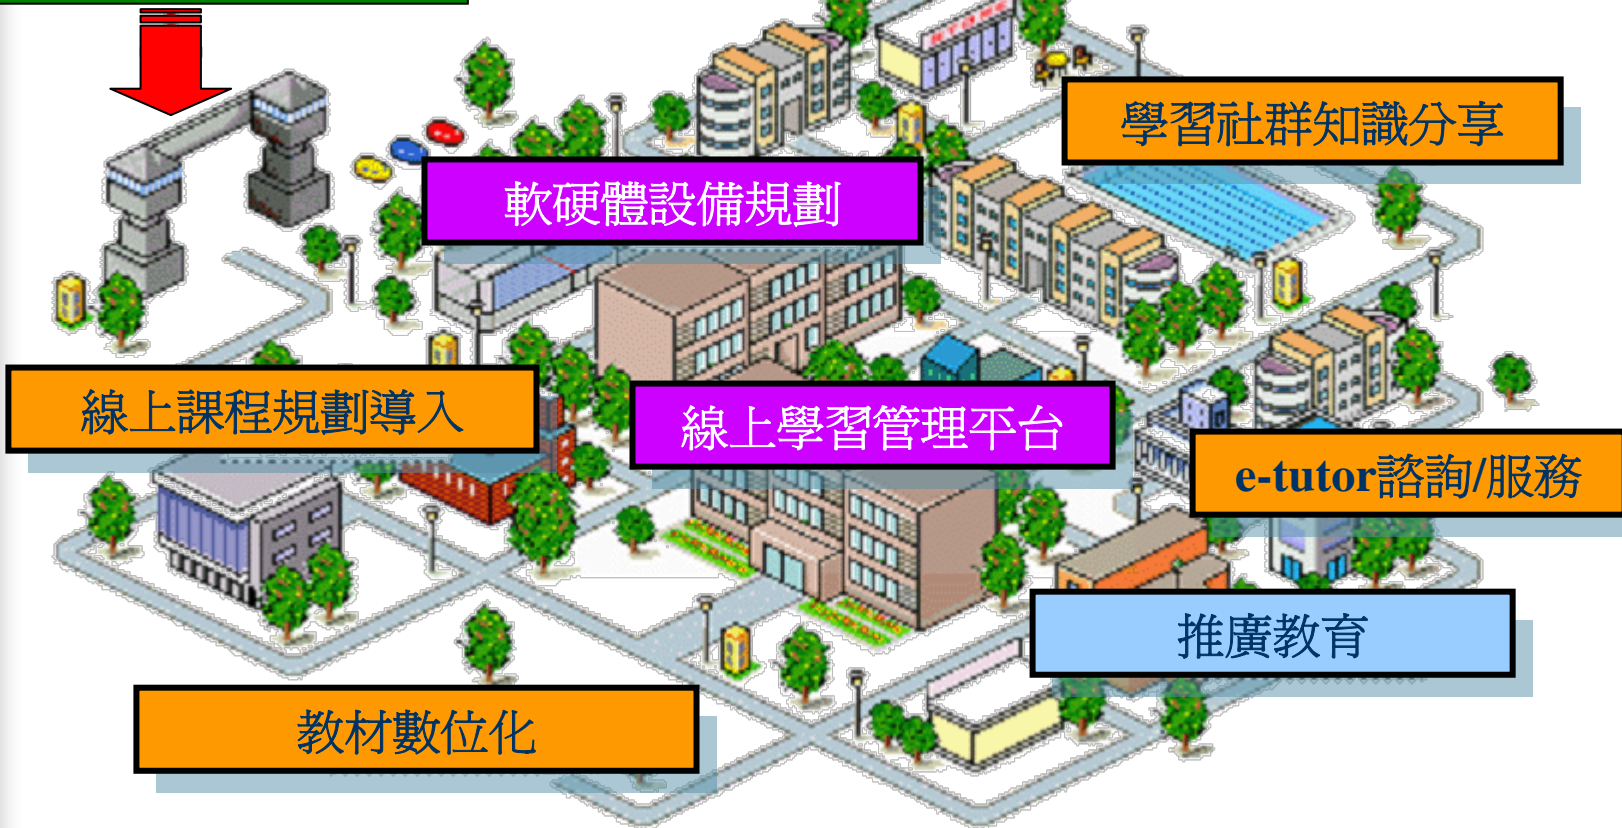 STORE
學習社群知識分享
軟硬體設備規劃
線上課程規劃導入
線上學習管理平台
e-tutor諮詢/服務
推廣教育
教材數位化